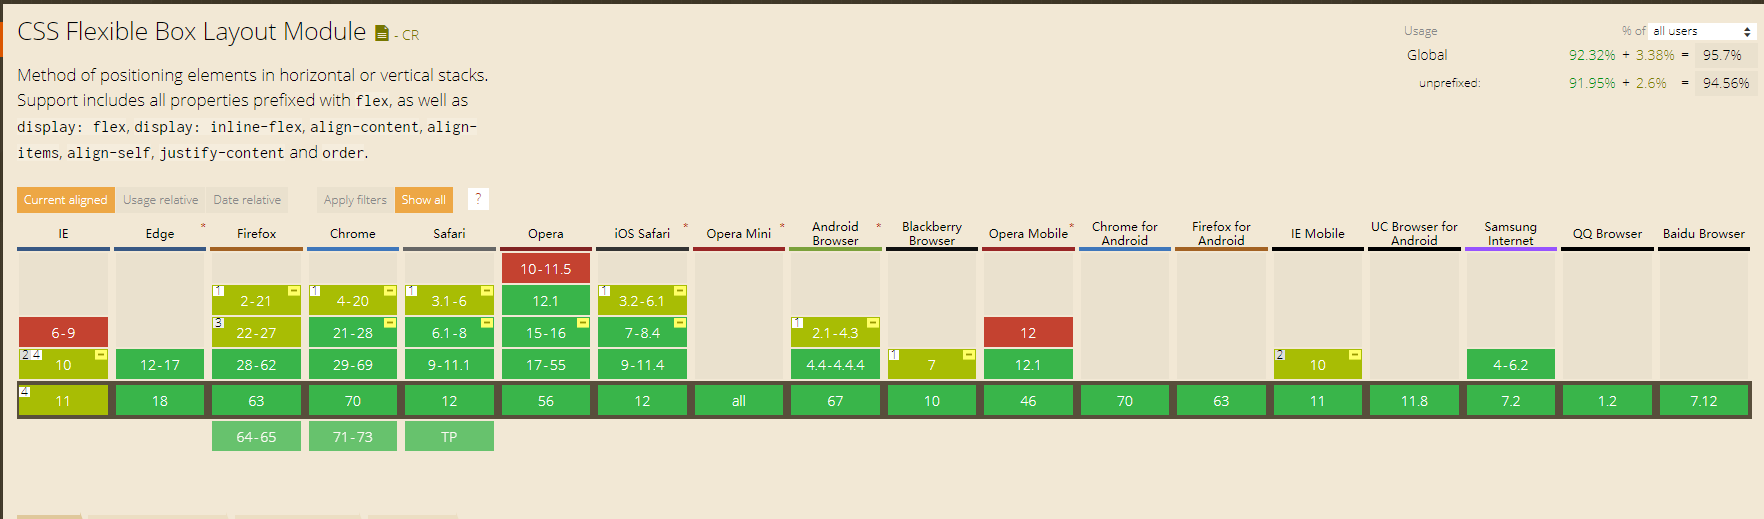 CSS Flexible Box Layout Module - CR
Usage % of all users
Global 92.32% + 3.38% = 95.7%
unprefixed: 91.95% + 2.6% = 94.56%
Method of positioning elements in horizontal or vertical stacks.
Support includes all properties prefixed with flex, as well as
display: flex, display: inline-flex, align-content, align-
items, align-self, justify-content and order.
Current aligned Usage relative Date relative Apply filters Show all ?
IE Edge * Firefox Chrome Safari Opera iOS Safari * Opera Mini * Android Browser * Blackberry Browser Opera Mobile * Chrome for Android Firefox for Android IE Mobile UC Browser for Android Samsung Internet QQ Browser Baidu Browser
10-11.5
1 2-21 1 4-20 1 3.1-6 12.1 1 3.2-6.1
6-9 3 22-27 21-28 6.1-8 15-16 7-8.4 1 2.1-4.3 12
2 4 10 12-17 28-62 29-69 9-11.1 17-55 9-11.4 4.4-4.4.4 1 7 12.1 2 10 4-6.2
4 11 18 63 70 12 56 12 all 67 10 46 70 63 11 11.8 7.2 1.2 7.12
64-65 71-73 TP